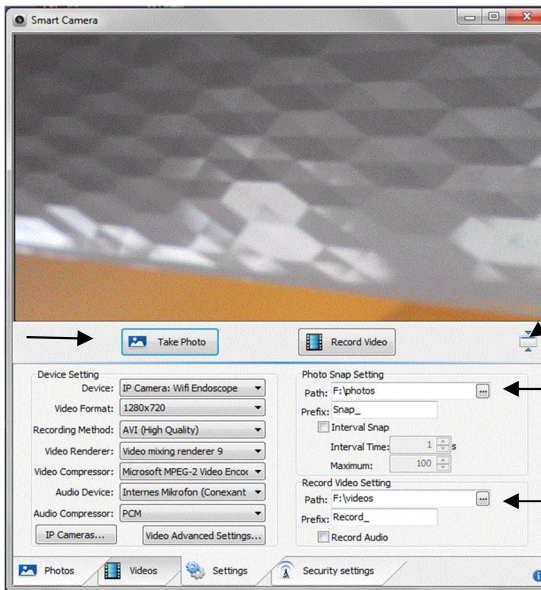 Smart Camera
Take Photo
Record Video
Device Setting
Device: IP Camera: Wifi Endoscope
Video Format: 1280x720
Recording Method: AVI (High Quality)
Video Renderer: Video mixing renderer 9
Video Compressor: Microsoft MPEG-2 Video Encoc
Audio Device: Internes Mikrofon (Conexant
Audio Compressor: PCM
IP Cameras...
Video Advanced Settings...
Photo Snap Setting
Path: F:\photos ...
Prefix: Snap_
Interval Snap
Interval Time: 1 s
Maximum: 100
Record Video Setting
Path: F:\videos ...
Prefix: Record_
Record Audio
Photos
Videos
Settings
Security settings